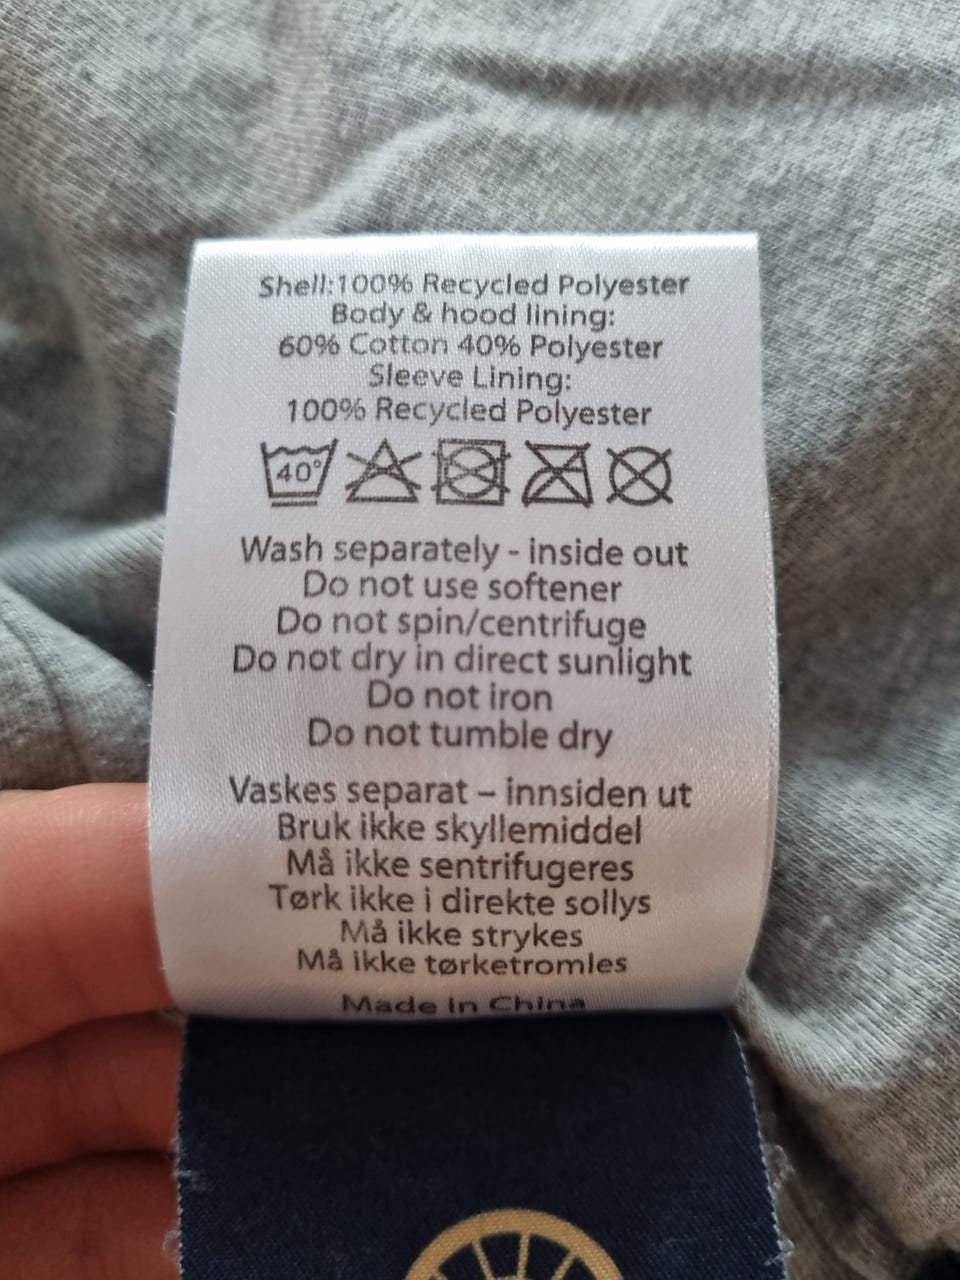 Shell:100% Recycled Polyester
Body & hood lining:
60% Cotton 40% Polyester
Sleeve Lining:
100% Recycled Polyester
40°
Wash separately - inside out
Do not use softener
Do not spin/centrifuge
Do not dry in direct sunlight
Do not iron
Do not tumble dry
Vaskes separat – innsiden ut
Bruk ikke skyllemiddel
Må ikke sentrifugeres
Tørk ikke i direkte sollys
Må ikke strykes
Må ikke tørketromles
Made in China